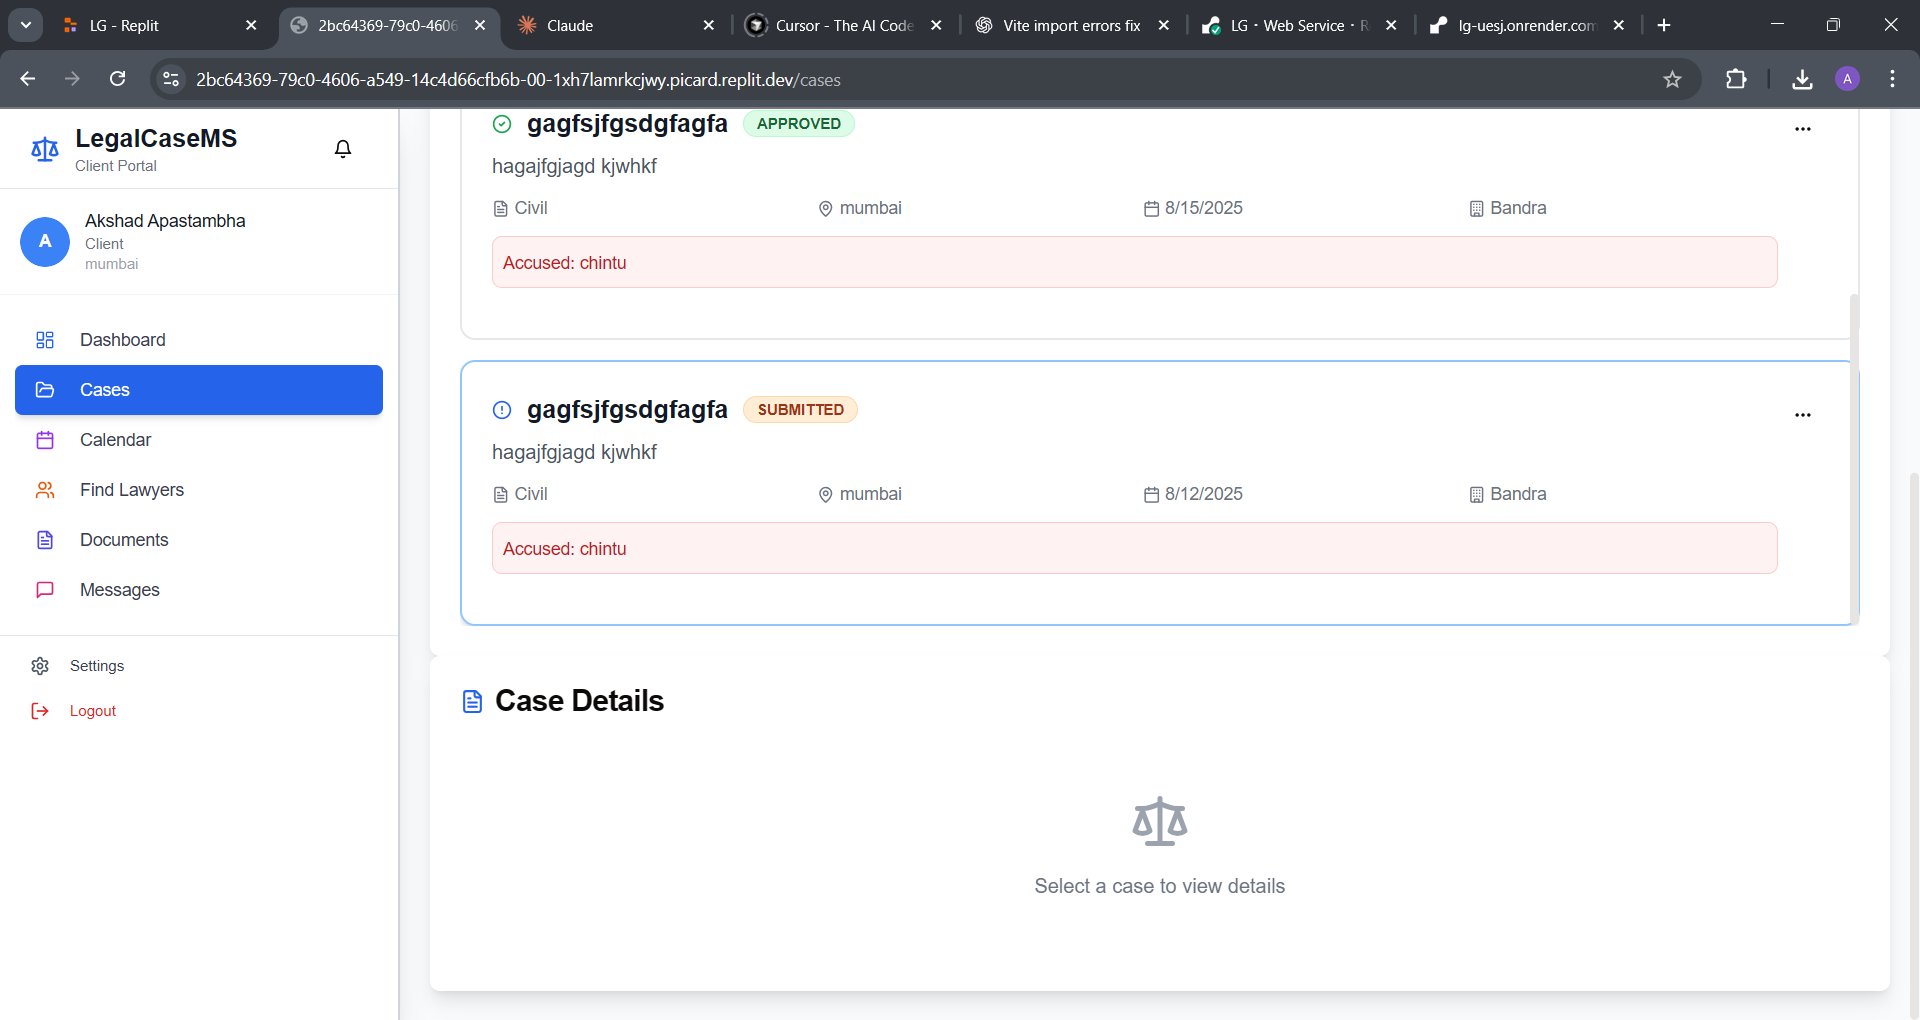 LG - Replit
2bc64369-79c0-4606
Claude
Cursor - The AI Code
Vite import errors fix
LG · Web Service · R
lg-uesj.onrender.com
2bc64369-79c0-4606-a549-14c4d66cfb6b-00-1xh7lamrkcjwy.picard.replit.dev/cases
A
LegalCaseMS
Client Portal
A
Akshad Apastambha
Client
mumbai
Dashboard
Cases
Calendar
Find Lawyers
Documents
Messages
Settings
Logout
gagfsjfgsdgfagfa APPROVED
hagajfgjagd kjwhkf
Civil mumbai 8/15/2025 Bandra
Accused: chintu
gagfsjfgsdgfagfa SUBMITTED
hagajfgjagd kjwhkf
Civil mumbai 8/12/2025 Bandra
Accused: chintu
Case Details
Select a case to view details